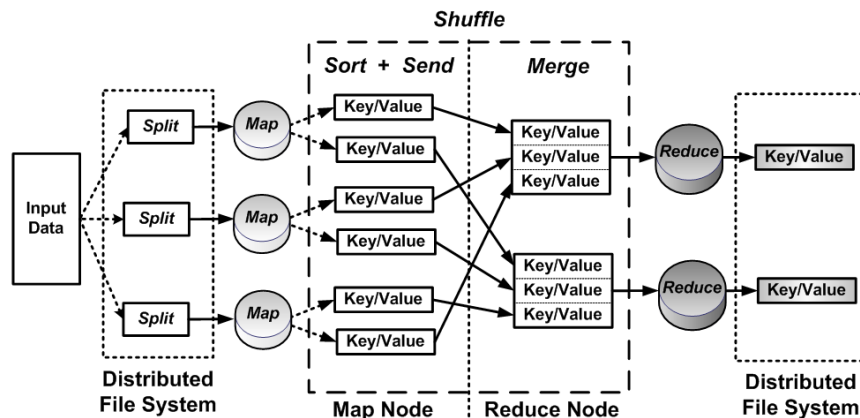 Shuffle
Sort + Send
Merge
Input
Data
Split
Split
Split
Map
Map
Map
Key/Value
Key/Value
Key/Value
Key/Value
Key/Value
Key/Value
Key/Value
Key/Value
Key/Value
Key/Value
Key/Value
Key/Value
Reduce
Reduce
Key/Value
Key/Value
Distributed
File System
Map Node
Reduce Node
Distributed
File System